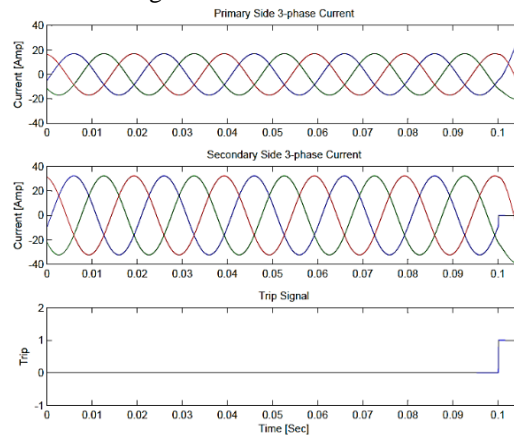 Primary Side 3-phase Current
Current [Amp]
40
20
0
-20
-40
0 0.01 0.02 0.03 0.04 0.05 0.06 0.07 0.08 0.09 0.1
Secondary Side 3-phase Current
Current [Amp]
40
20
0
-20
-40
0 0.01 0.02 0.03 0.04 0.05 0.06 0.07 0.08 0.09 0.1
Trip Signal
Trip
2
1
0
-1
0 0.01 0.02 0.03 0.04 0.05 0.06 0.07 0.08 0.09 0.1
Time [Sec]